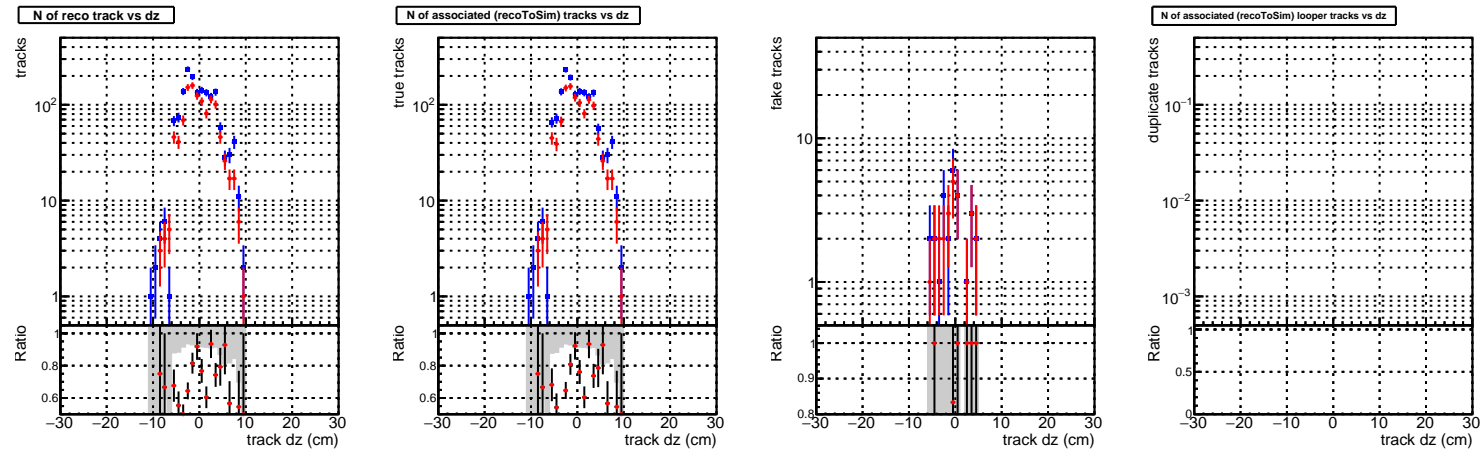 N of reco track vs dz
tracks
10²
10
1
Ratio
1
0.8
0.6
−30 −20 −10 0 10 20 30
track dz (cm)
N of associated (recoToSim) tracks vs dz
true tracks
10²
10
1
Ratio
1
0.8
0.6
−30 −20 −10 0 10 20 30
track dz (cm)
fake tracks
10
1
Ratio
1
0.9
0.8
−30 −20 −10 0 10 20 30
track dz (cm)
N of associated (recoToSim) looper tracks vs dz
duplicate tracks
10⁻¹
10⁻²
10⁻³
Ratio
1
0.5
0
−30 −20 −10 0 10 20 30
track dz (cm)